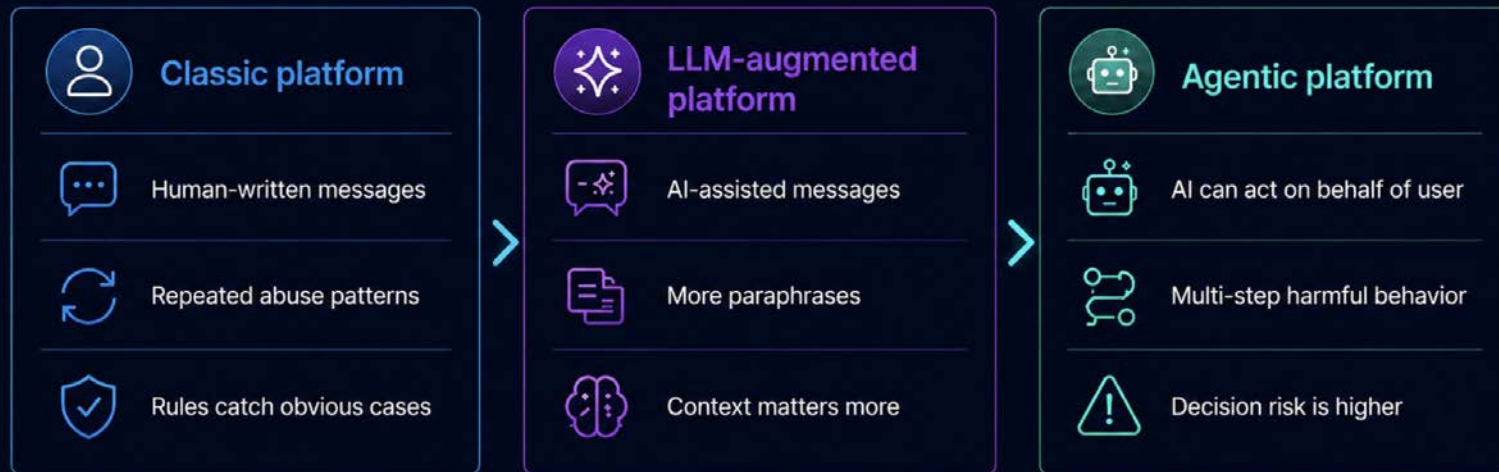 Classic platform
Human-written messages
Repeated abuse patterns
Rules catch obvious cases
LLM-augmented
platform
AI-assisted messages
More paraphrases
Context matters more
Agentic platform
AI can act on behalf of user
Multi-step harmful behavior
Decision risk is higher